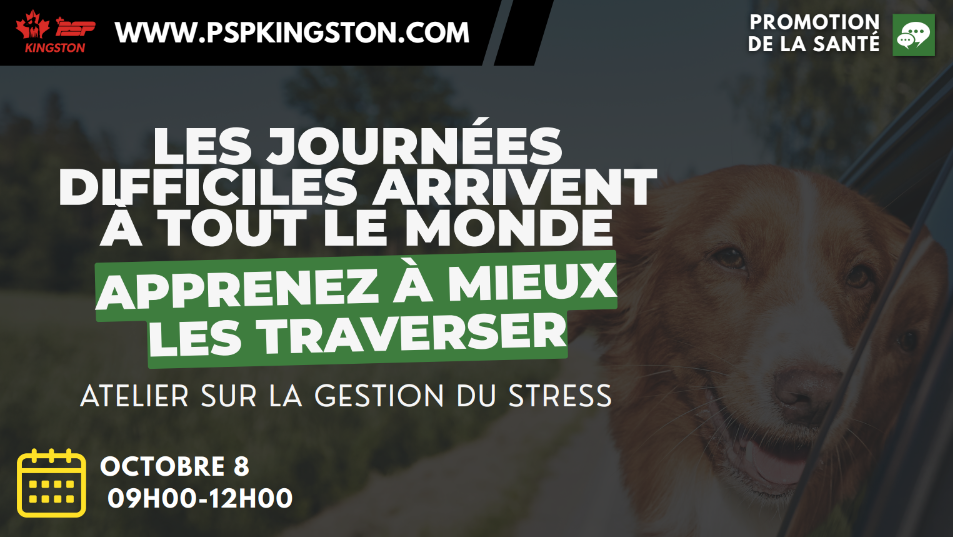 PSP
KINGSTON
WWW.PSPKINGSTON.COM
PROMOTION
DE LA SANTÉ
LES JOURNÉES
DIFFICILES ARRIVENT
À TOUT LE MONDE
APPRENEZ À MIEUX
LES TRAVERSER
ATELIER SUR LA GESTION DU STRESS
OCTOBRE 8
09H00-12H00